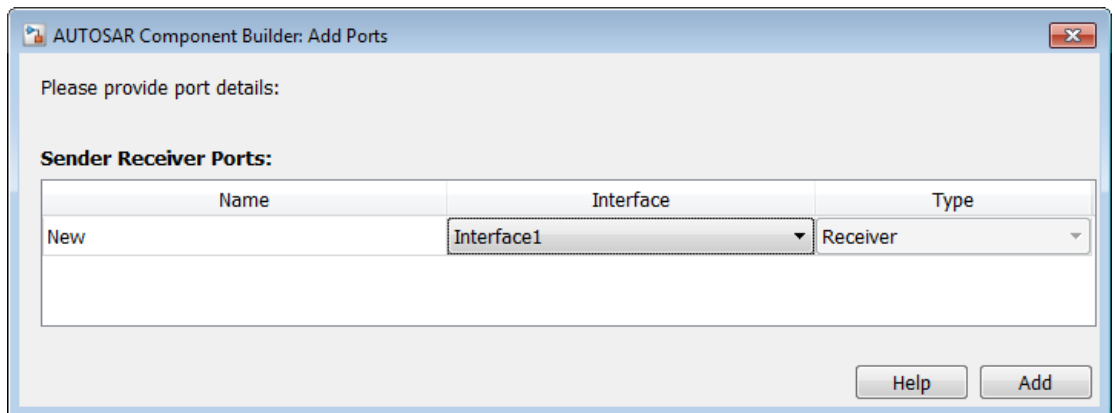 AUTOSAR Component Builder: Add Ports
Please provide port details:
Sender Receiver Ports:
Name Interface Type
New Interface1 Receiver
Help Add